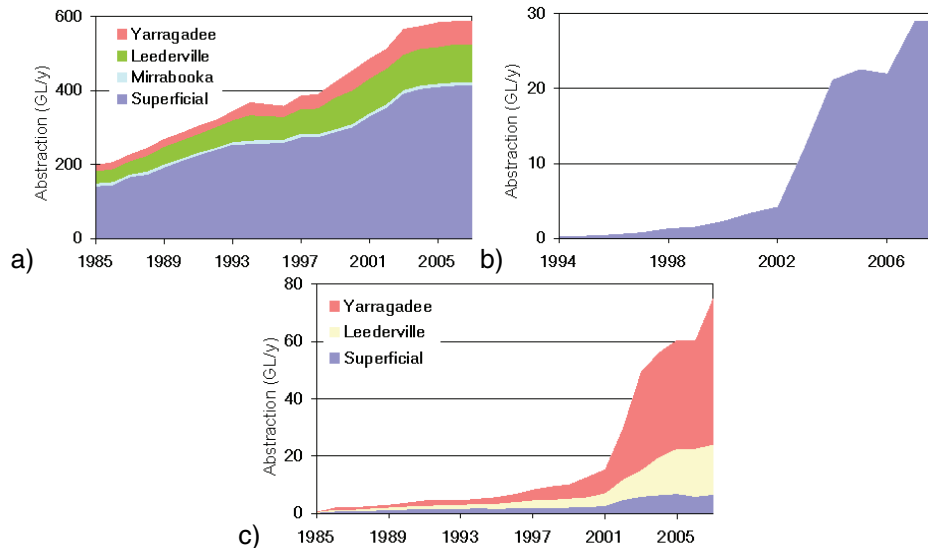 600
400
200
0
Abstraction (GL/y)
Yarragadee
Leederville
Mirrabooka
Superficial
1985 1989 1993 1997 2001 2005
a)
30
20
10
0
Abstraction (GL/y)
1994 1998 2002 2006
b)
80
60
40
20
0
Abstraction (GL/y)
Yarragadee
Leederville
Superficial
1985 1989 1993 1997 2001 2005
c)